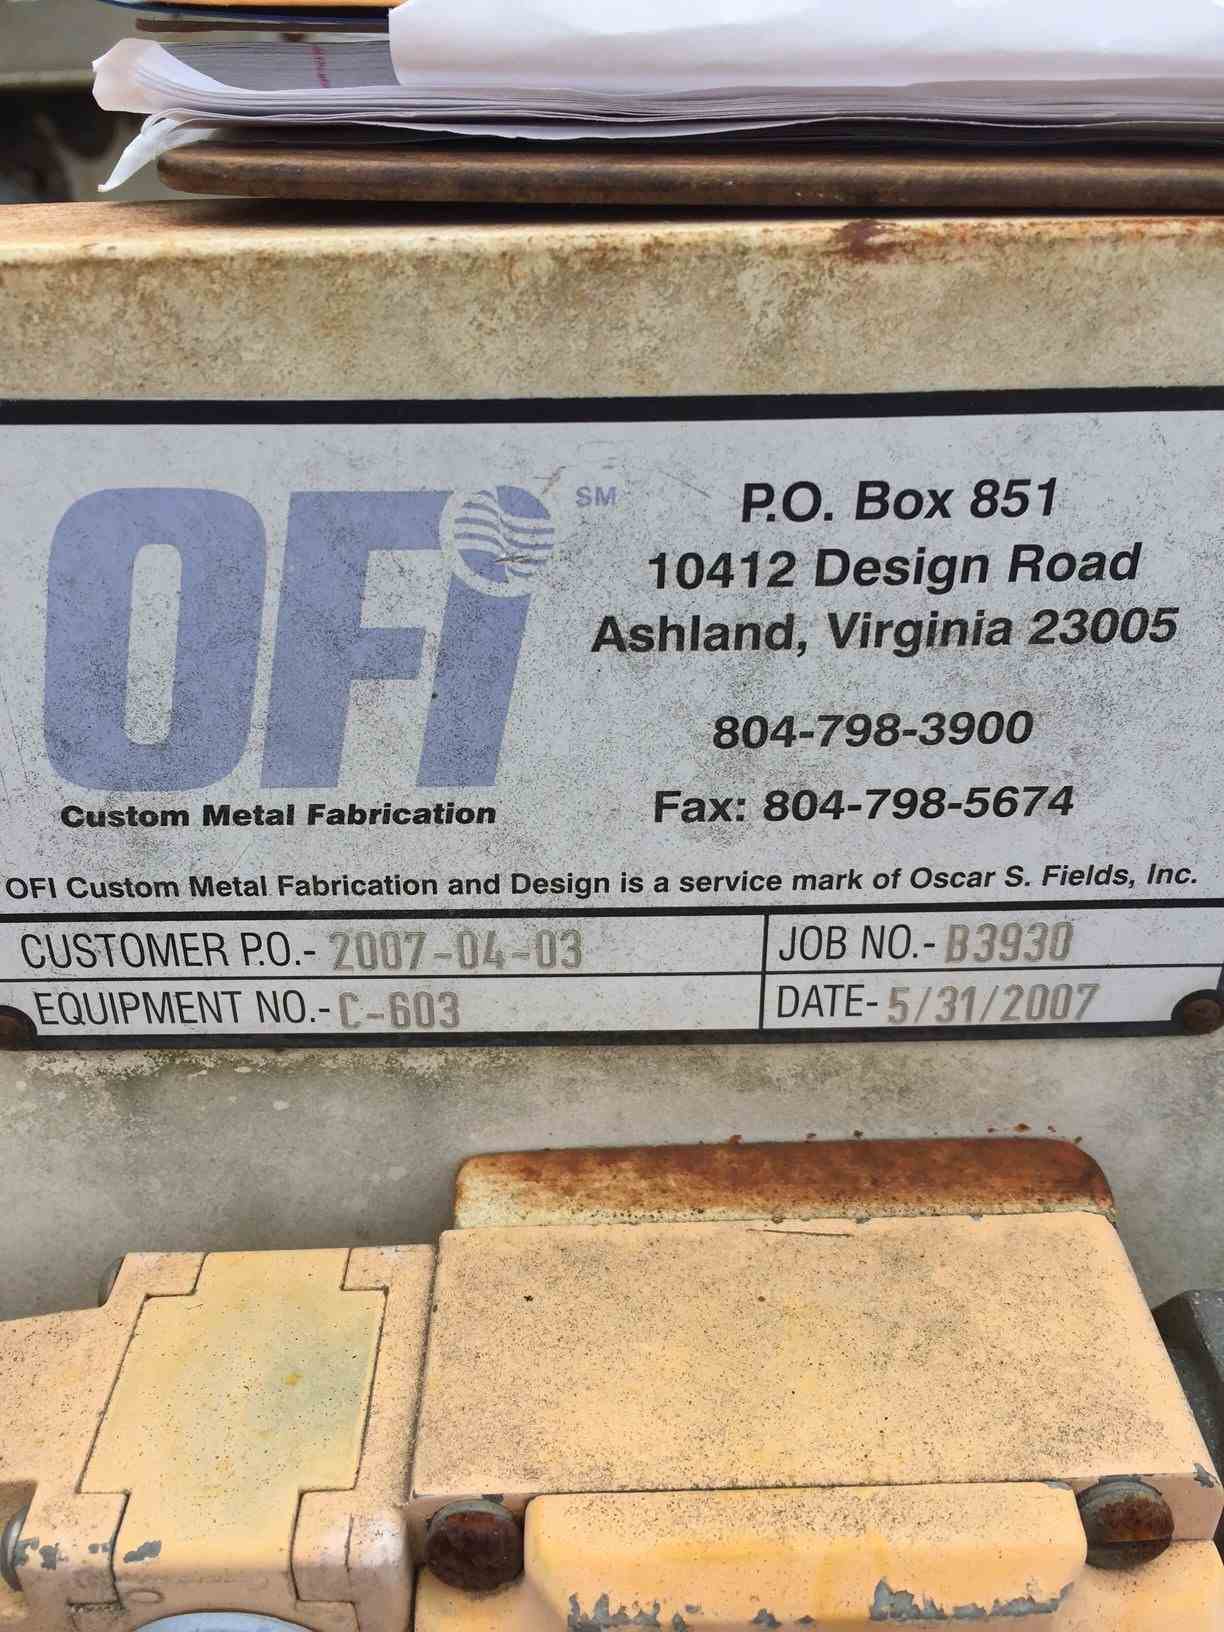 OFi SM
Custom Metal Fabrication
P.O. Box 851
10412 Design Road
Ashland, Virginia 23005
804-798-3900
Fax: 804-798-5674
OFI Custom Metal Fabrication and Design is a service mark of Oscar S. Fields, Inc.
CUSTOMER P.O.- 2007-04-03
JOB NO.- B3930
EQUIPMENT NO.- C-603
DATE- 5/31/2007